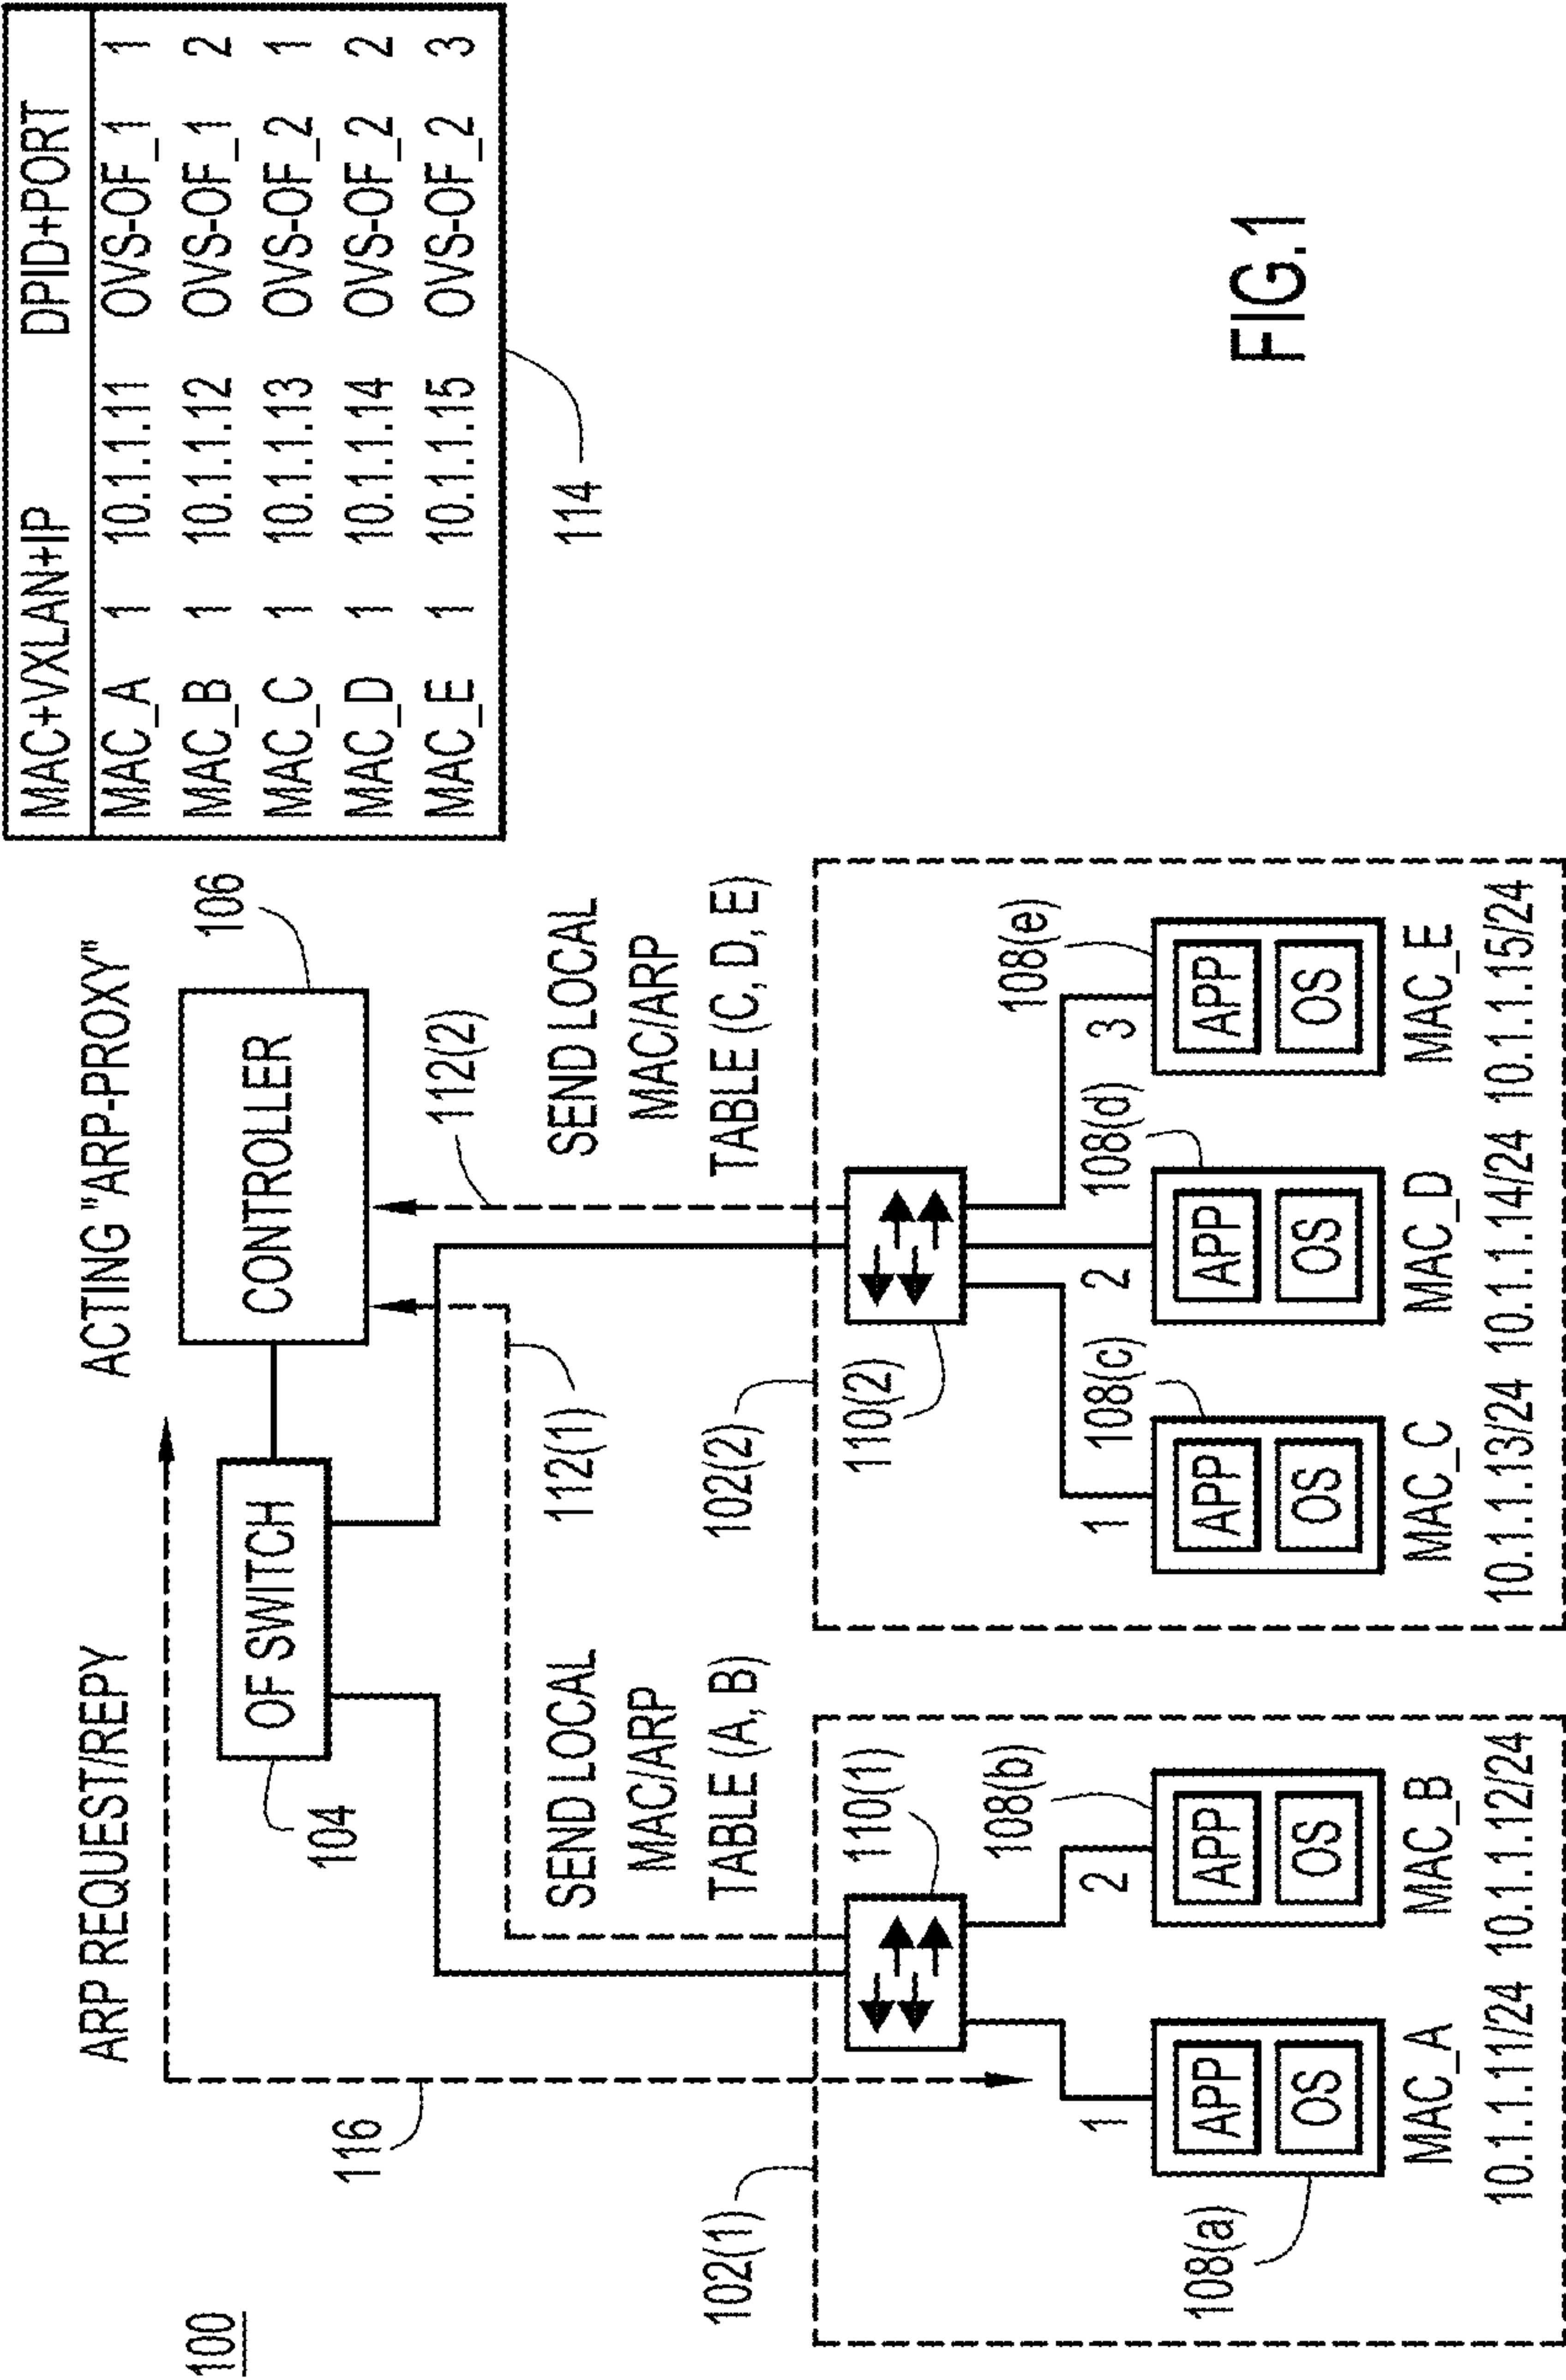 100
ARP REQUEST/REPY
ACTING "ARP-PROXY"
116
104
OF SWITCH
CONTROLLER
106
MAC+VXLAN+IP DPID+PORT
MAC_A 1 10.1.1.11 OVS-OF_1 1
MAC_B 1 10.1.1.12 OVS-OF_1 2
MAC_C 1 10.1.1.13 OVS-OF_2 1
MAC_D 1 10.1.1.14 OVS-OF_2 2
MAC_E 1 10.1.1.15 OVS-OF_2 3
114
112(2)
112(1)
SEND LOCAL
MAC/ARP
TABLE (A, B)
SEND LOCAL
MAC/ARP
TABLE (C, D, E)
102(1)
110(1)
102(2)
110(2)
1
2
108(b)
1
108(c)
2
108(d)
3
108(e)
108(a)
APP
OS
APP
OS
APP
OS
APP
OS
APP
OS
MAC_A
MAC_B
MAC_C
MAC_D
MAC_E
10.1.1.11/24
10.1.1.12/24
10.1.1.13/24
10.1.1.14/24
10.1.1.15/24
FIG.1